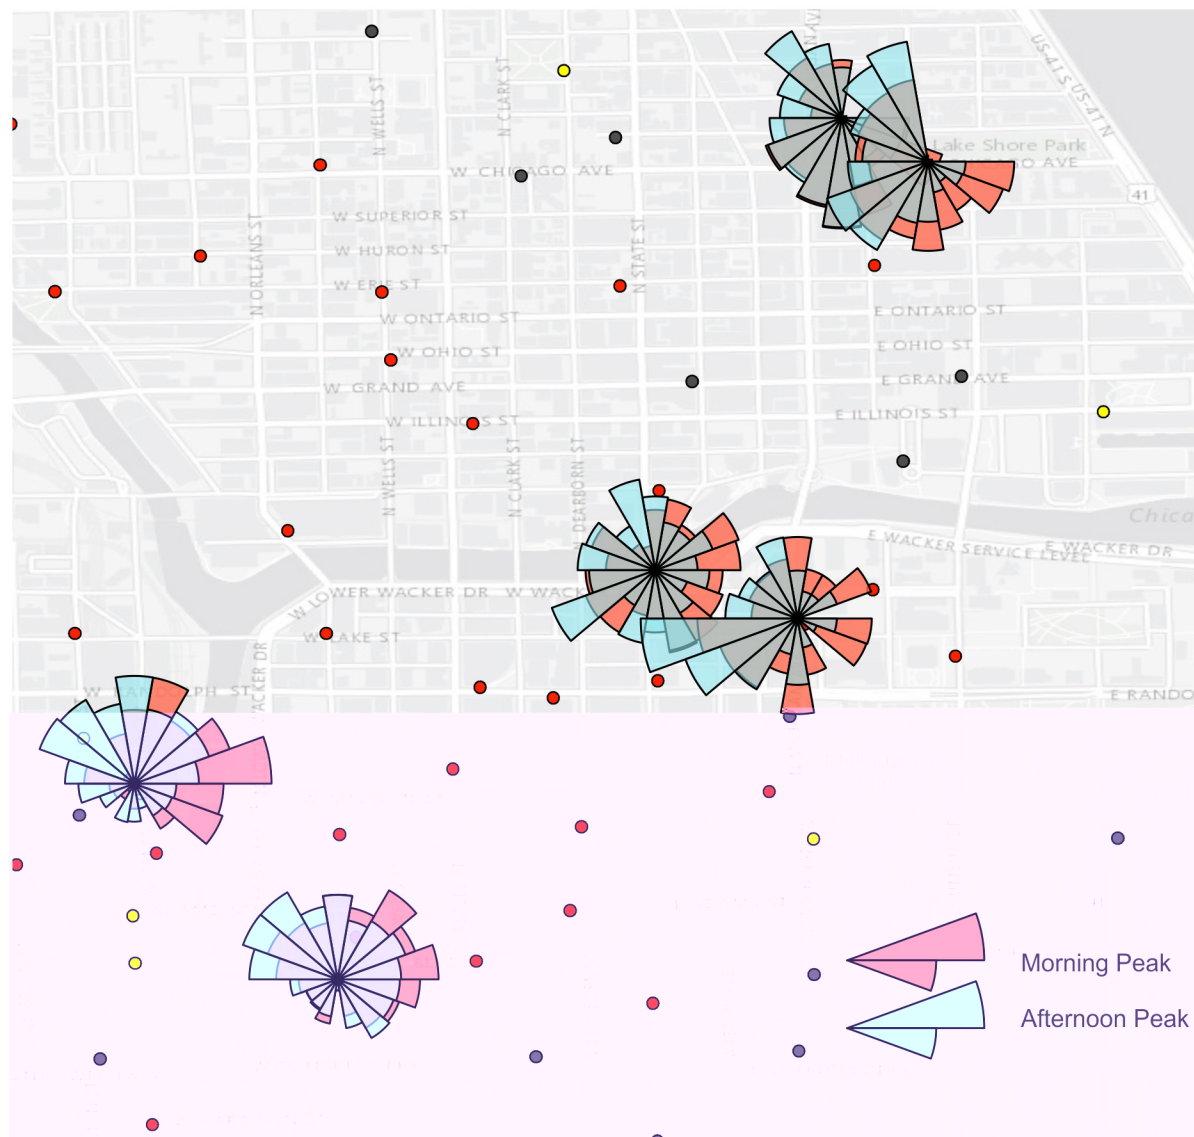 US-41 S US-41 N
N WELLS ST
N CLARK ST
Lake Shore Park
W CHICAGO AVE
41
W SUPERIOR ST
N ORLEANS ST
N STATE ST
W HURON ST
W ERIE ST
W ONTARIO ST
E ONTARIO ST
W OHIO ST
E OHIO ST
W GRAND AVE
E GRAND AVE
W ILLINOIS ST
E ILLINOIS ST
N WELLS ST
N CLARK ST
N DEARBORN ST
E WACKER SERVICE LEVEL
E WACKER DR
W LOWER WACKER DR
W LAKE ST
W RANDOLPH ST
E RANDO
Morning Peak
Afternoon Peak